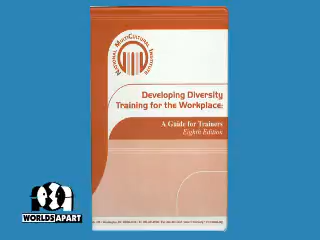 NATIONAL MULTICULTURAL INSTITUTE
Developing Diversity
Training for the Workplace:
A Guide for Trainers
Eighth Edition
WORLDS APART